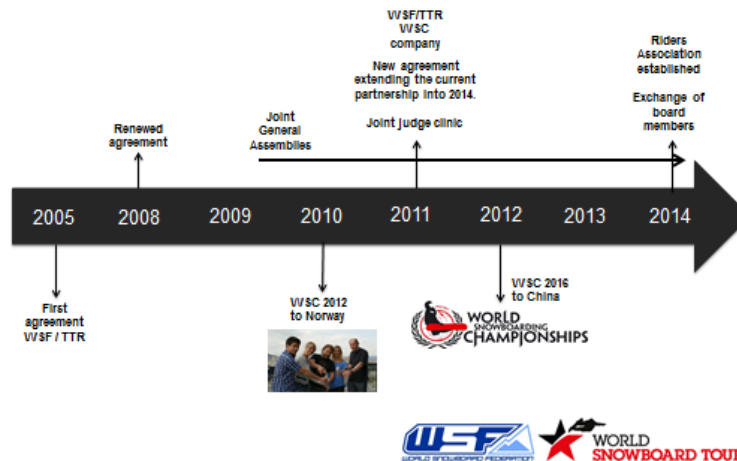 WSF/TTR
WSC
company
New agreement
extending the current
partnership into 2014.
Joint judge clinic
Riders
Association
established
Exchange of
board
members
Renewed
agreement
Joint
General
Assemblies
2005
2008
2009
2010
2011
2012
2013
2014
First
agreement
WSF / TTR
WSC 2012
to Norway
WSC 2016
to China
WORLD
SNOWBOARDING
CHAMPIONSHIPS
WSF
WORLD SNOWBOARD FEDERATION
WORLD
SNOWBOARD TOUR